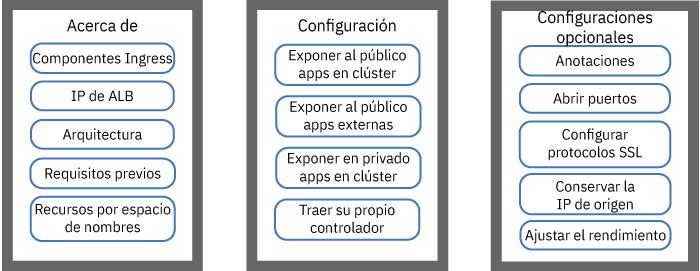 Acerca de
Componentes Ingress
IP de ALB
Arquitectura
Requisitos previos
Recursos por espacio
de nombres
Configuración
Exponer al público
apps en clúster
Exponer al público
apps externas
Exponer en privado
apps en clúster
Traer su propio
controlador
Configuraciones
opcionales
Anotaciones
Abrir puertos
Configurar
protocolos SSL
Conservar la
IP de origen
Ajustar el rendimiento